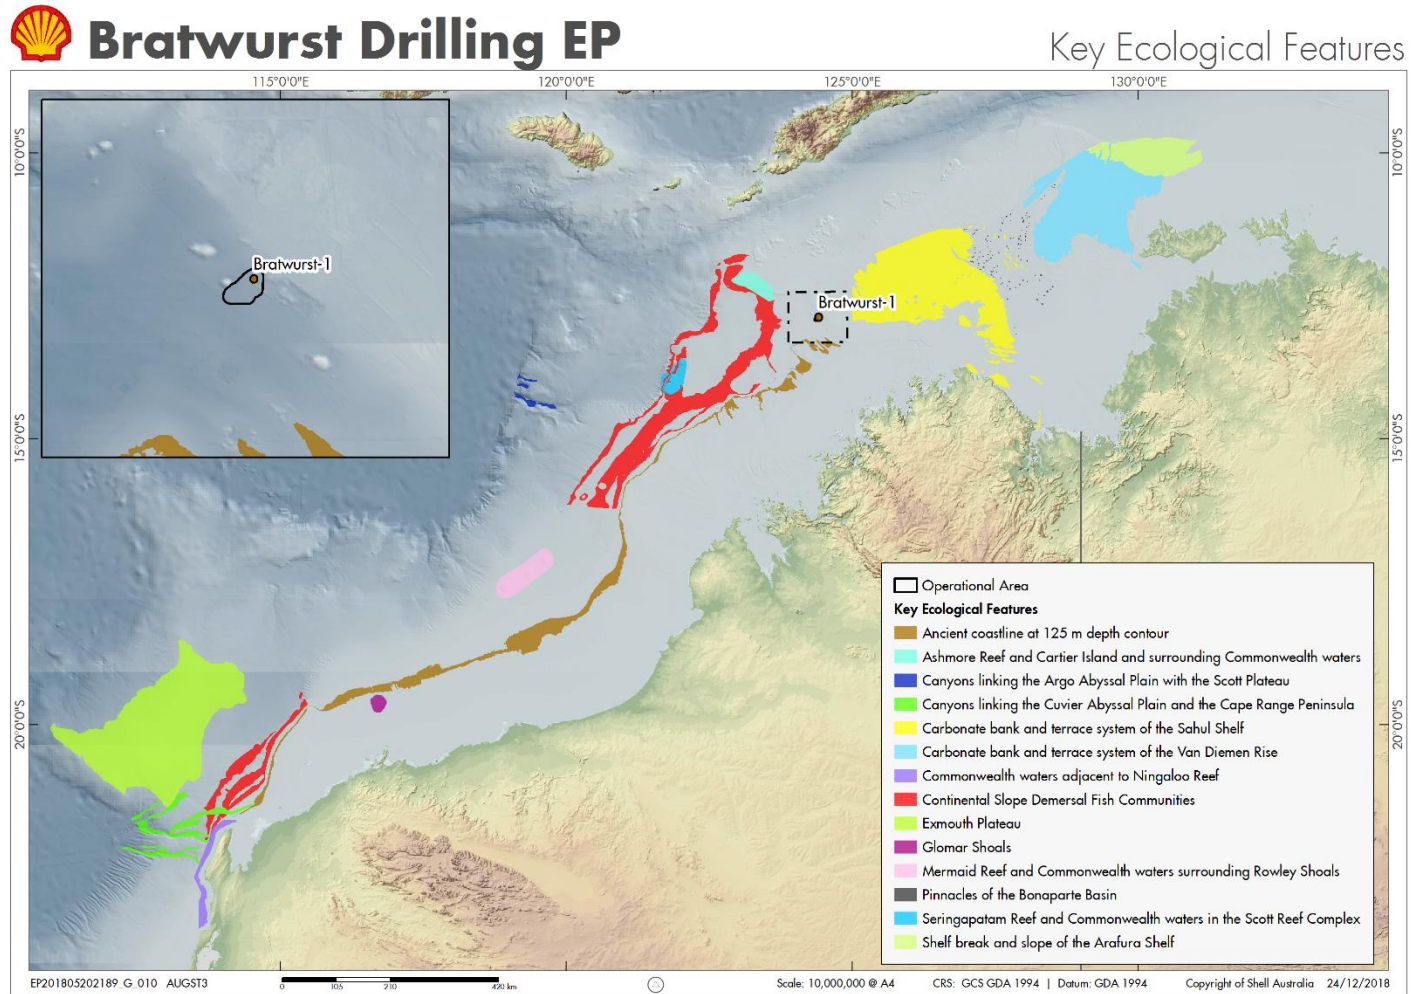 Bratwurst Drilling EP
Key Ecological Features
115°0'0"E 120°0'0"E 125°0'0"E 130°0'0"E
10°0'0"S 10°0'0"S
Bratwurst-1
Bratwurst-1
15°0'0"S 15°0'0"S
20°0'0"S 20°0'0"S
Operational Area
Key Ecological Features
Ancient coastline at 125 m depth contour
Ashmore Reef and Cartier Island and surrounding Commonwealth waters
Canyons linking the Argo Abyssal Plain with the Scott Plateau
Canyons linking the Cuvier Abyssal Plain and the Cape Range Peninsula
Carbonate bank and terrace system of the Sahul Shelf
Carbonate bank and terrace system of the Van Diemen Rise
Commonwealth waters adjacent to Ningaloo Reef
Continental Slope Demersal Fish Communities
Exmouth Plateau
Glomar Shoals
Mermaid Reef and Commonwealth waters surrounding Rowley Shoals
Pinnacles of the Bonaparte Basin
Seringapatam Reef and Commonwealth waters in the Scott Reef Complex
Shelf break and slope of the Arafura Shelf
EP201805202189_G_010 AUGST3
0 105 210 420 km
Scale: 10,000,000 @ A4
CRS: GCS GDA 1994 | Datum: GDA 1994
Copyright of Shell Australia 24/12/2018